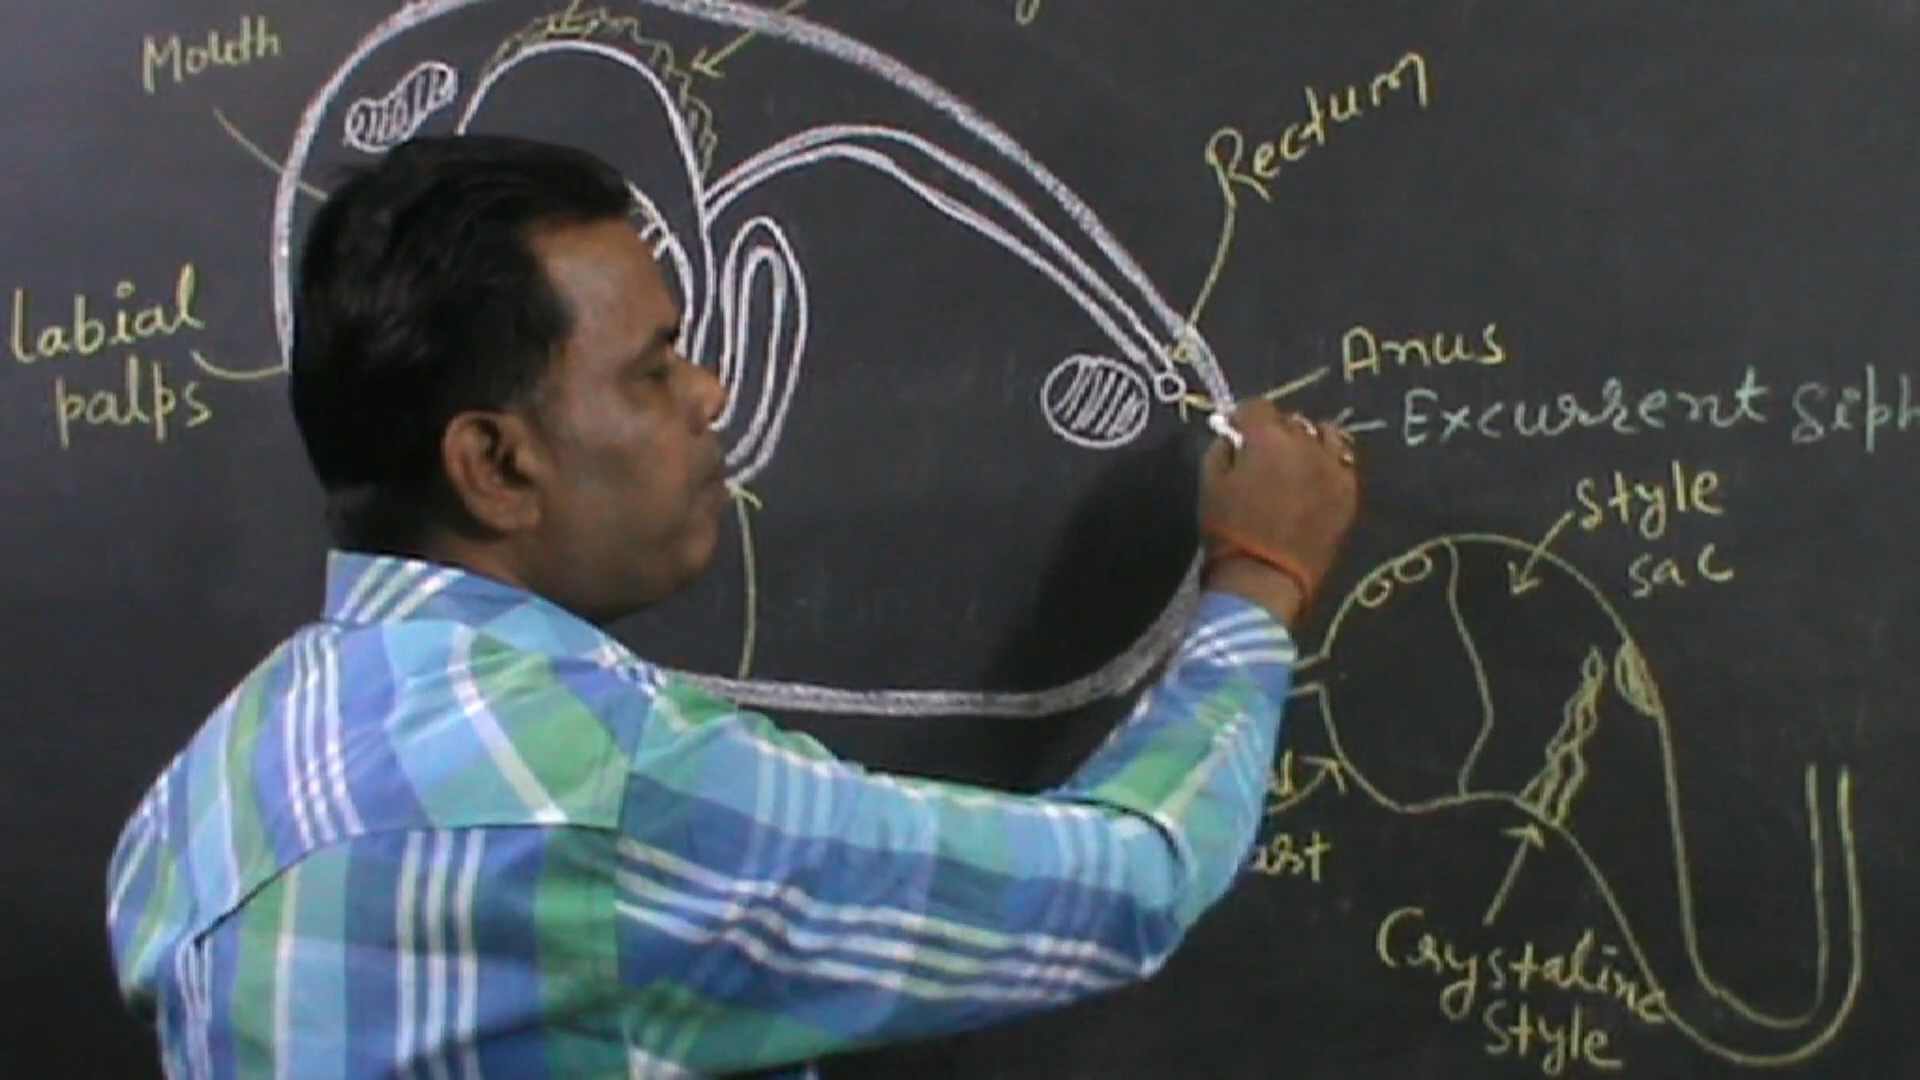 Mouth
Labial
palps
Rectum
Anus
Excurrent Siph
Style
sac
Crystaline
Style